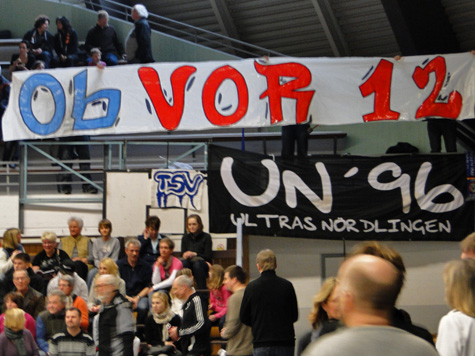 Ob VOR 12
TSV
UN´96
ULTRAS NÖRDLINGEN